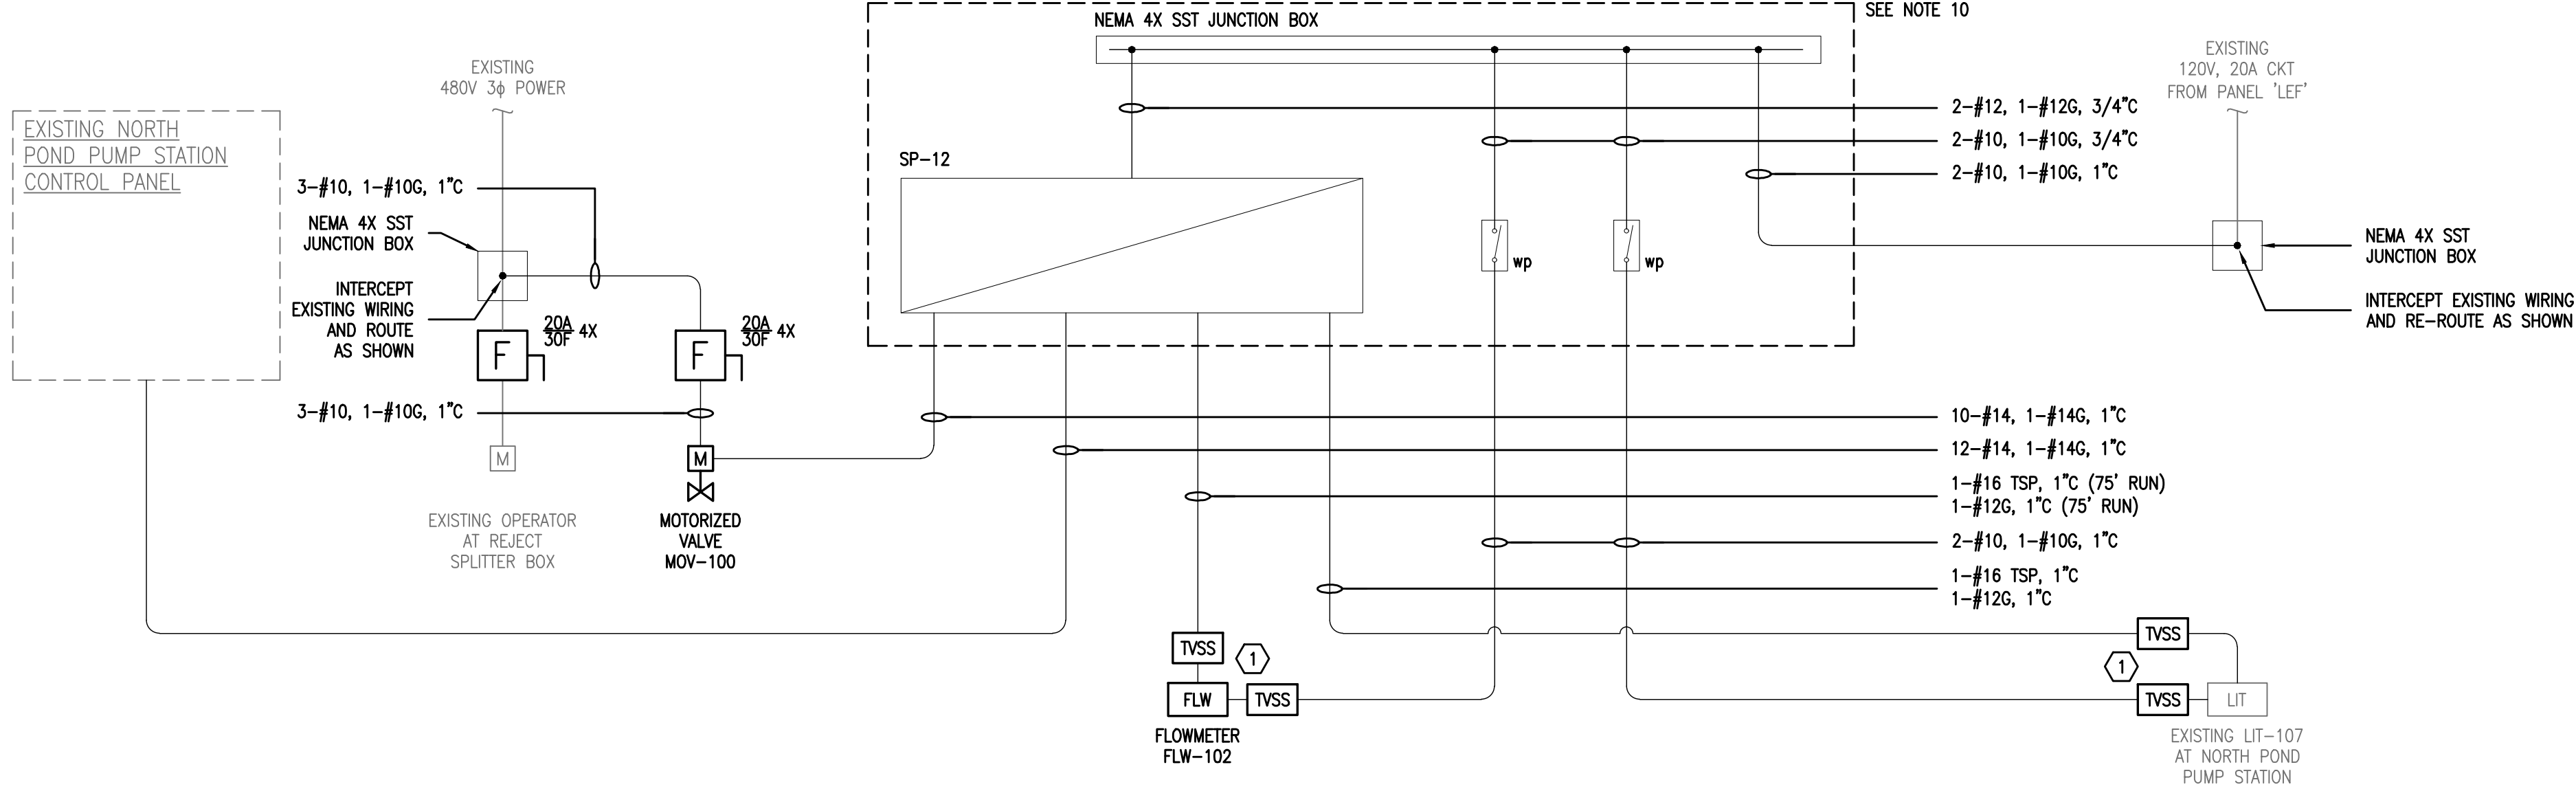 NEMA 4X SST JUNCTION BOX
SEE NOTE 10
EXISTING
480V 3ϕ POWER
EXISTING
120V, 20A CKT
FROM PANEL 'LEF'
EXISTING NORTH
POND PUMP STATION
CONTROL PANEL
2-#12, 1-#12G, 3/4"C
2-#10, 1-#10G, 3/4"C
2-#10, 1-#10G, 1"C
SP-12
3-#10, 1-#10G, 1"C
NEMA 4X SST
JUNCTION BOX
INTERCEPT
EXISTING WIRING
AND ROUTE
AS SHOWN
wp
wp
NEMA 4X SST
JUNCTION BOX
INTERCEPT EXISTING WIRING
AND RE-ROUTE AS SHOWN
F
20A
30F 4X
F
20A
30F 4X
3-#10, 1-#10G, 1"C
M
M
EXISTING OPERATOR
AT REJECT
SPLITTER BOX
MOTORIZED
VALVE
MOV-100
10-#14, 1-#14G, 1"C
12-#14, 1-#14G, 1"C
1-#16 TSP, 1"C (75' RUN)
1-#12G, 1"C (75' RUN)
2-#10, 1-#10G, 1"C
1-#16 TSP, 1"C
1-#12G, 1"C
TVSS
1
FLW
TVSS
FLOWMETER
FLW-102
TVSS
1
TVSS
LIT
EXISTING LIT-107
AT NORTH POND
PUMP STATION